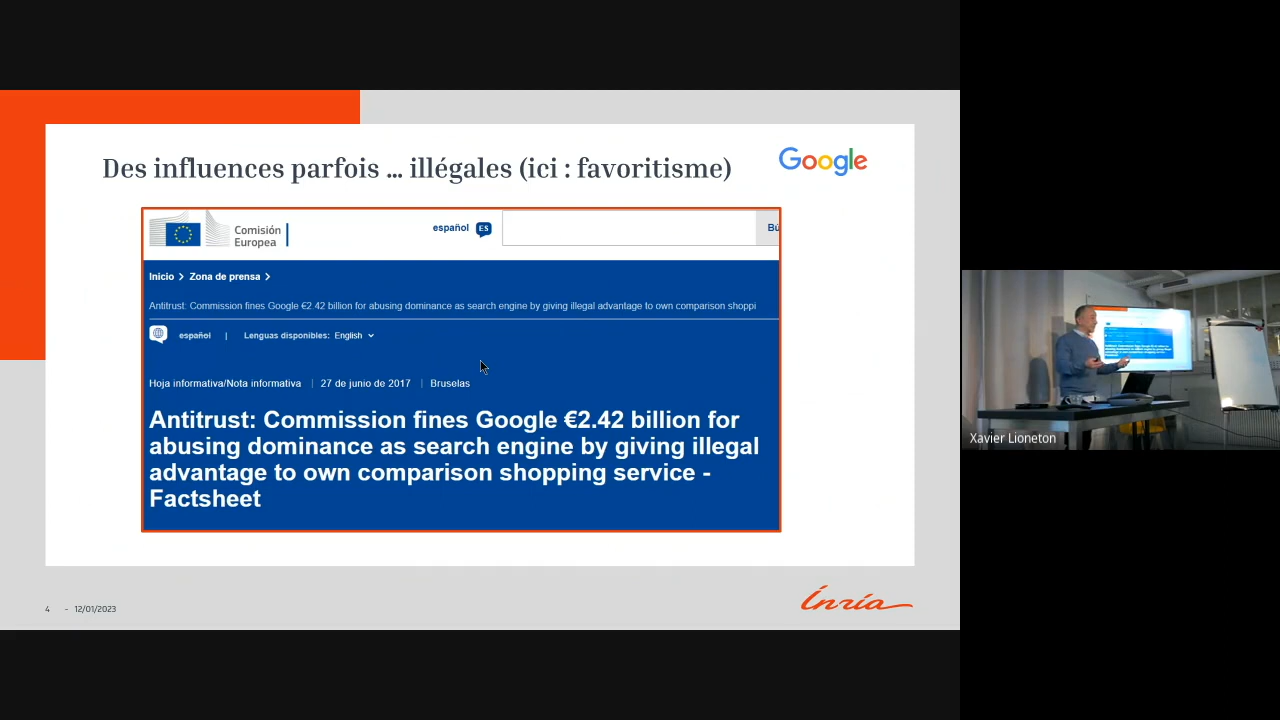 Des influences parfois ... illégales (ici : favoritisme)
Google
Comisión
Europea
español ES
Bú
Inicio > Zona de prensa >
Antitrust: Commission fines Google €2.42 billion for abusing dominance as search engine by giving illegal advantage to own comparison shoppi
español | Lenguas disponibles: English
Hoja informativa/Nota informativa | 27 de junio de 2017 | Bruselas
Antitrust: Commission fines Google €2.42 billion for
abusing dominance as search engine by giving illegal
advantage to own comparison shopping service -
Factsheet
4 - 12/01/2023
Inria
Xavier Lioneton